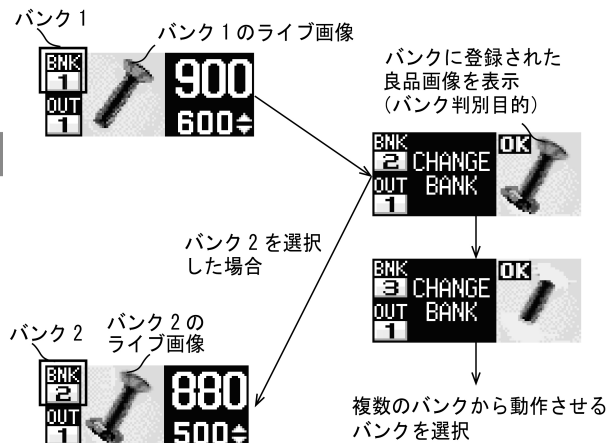 バンク1
バンク1のライブ画像
BNK
1
OUT
1
900
600
バンクに登録された
良品画像を表示
（バンク判別目的）
BNK
2
OUT
1
CHANGE
BANK
OK
バンク2を選択
した場合
BNK
3
OUT
1
CHANGE
BANK
OK
バンク2
バンク2の
ライブ画像
BNK
2
OUT
1
880
500
複数のバンクから動作させる
バンクを選択